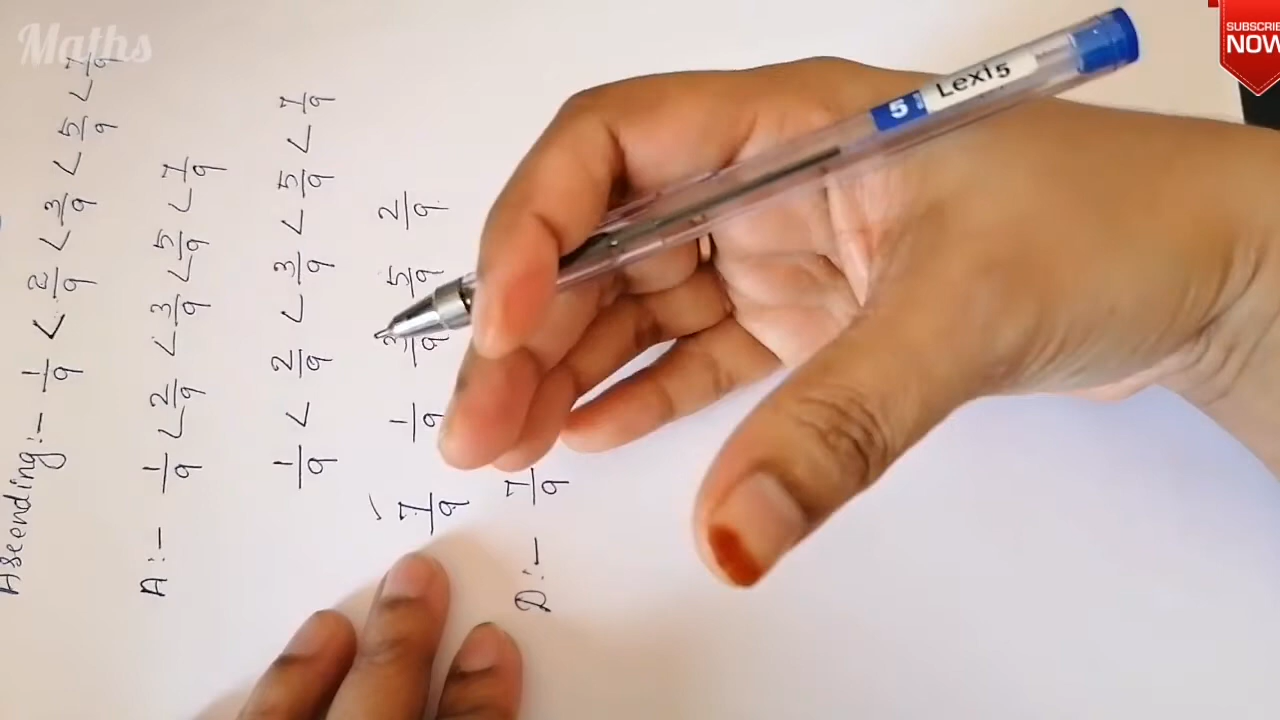 Maths
SUBSCRIBE
NOW
5 Lexi5
Ascending:- 1/9 < 2/9 < 3/9 < 5/9 < 7/9
A:- 1/9 < 2/9 < 3/9 < 5/9 < 7/9
1/9 < 2/9 < 3/9 < 5/9 < 7/9
✓ 7/9 1/9 3/9 5/9 2/9
D:- 7/9